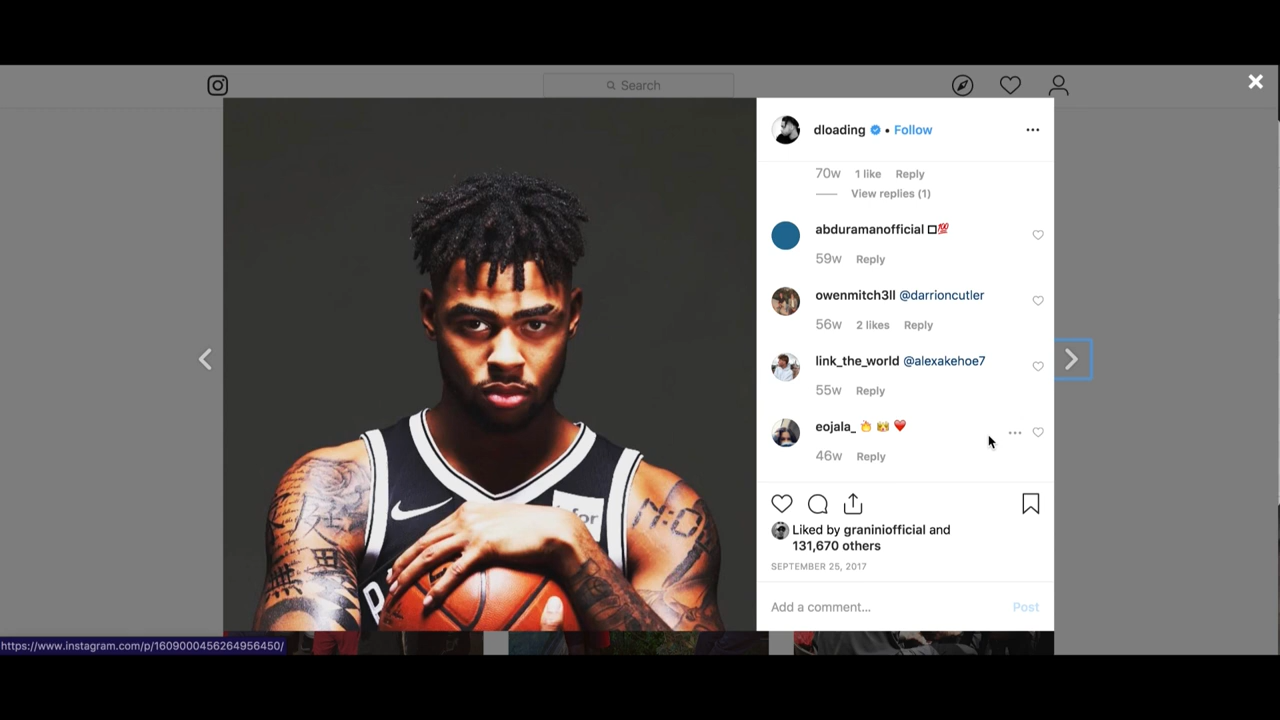 Search
dloading • Follow
70w 1 like Reply
View replies (1)
abduramanofficial 💯
59w Reply
owenmitch3ll @darrioncutler
56w 2 likes Reply
link_the_world @alexakehoe7
55w Reply
eojala_ 🔥 👑 ❤️
46w Reply
Liked by graniniofficial and
131,670 others
SEPTEMBER 25, 2017
Add a comment... Post
for
https://www.instagram.com/p/1609000456264956450/